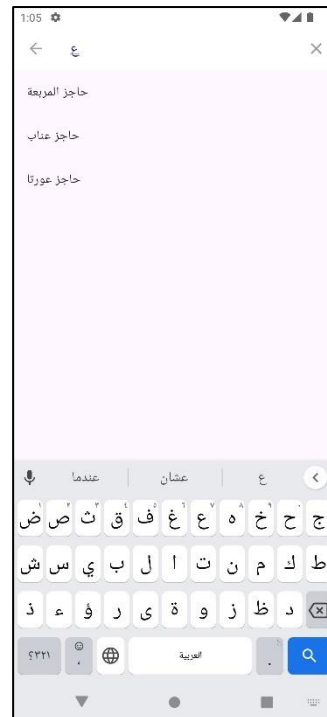 1:05
ع
حاجز المربعة
حاجز عناب
حاجز عورتا
عندما عشان ع
ض ص ث ق ف غ ع ه خ ح ج
ش س ي ب ل ا ت ن م ك ط
ذ ء ؤ ر ى ة و ز ظ د
العربية .